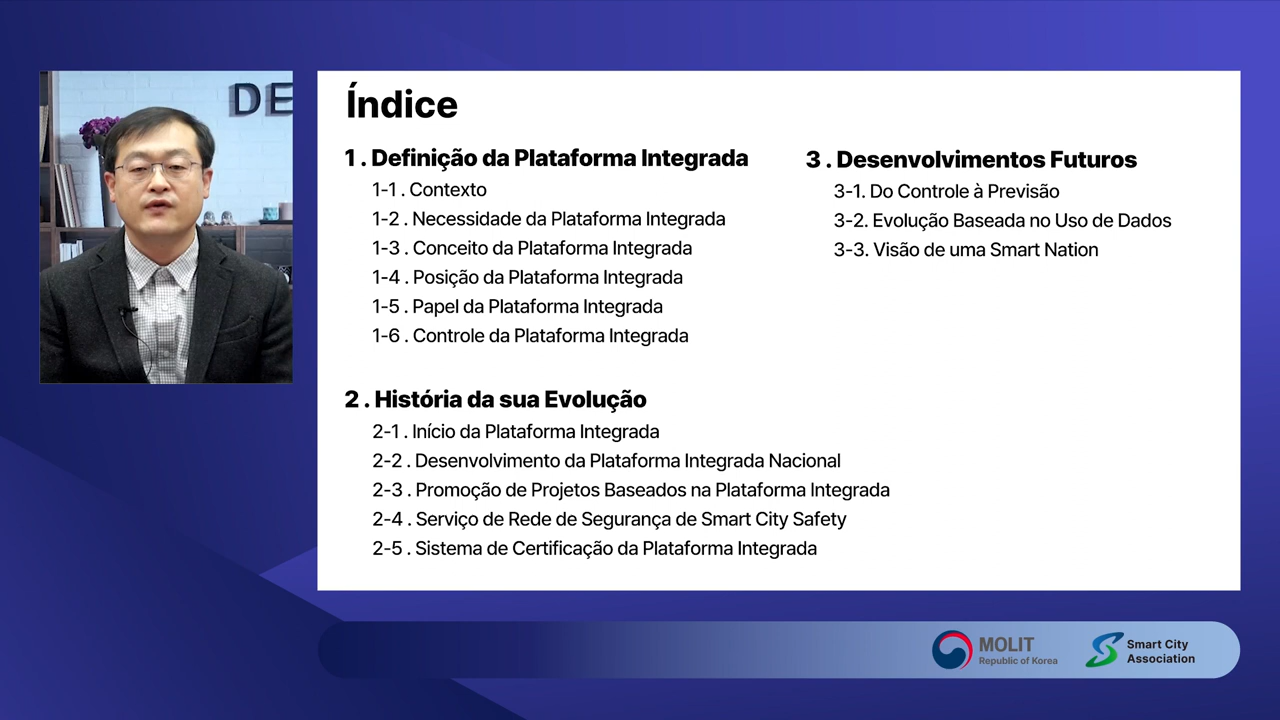 DE
Índice
1 . Definição da Plataforma Integrada
1-1 . Contexto
1-2 . Necessidade da Plataforma Integrada
1-3 . Conceito da Plataforma Integrada
1-4 . Posição da Plataforma Integrada
1-5 . Papel da Plataforma Integrada
1-6 . Controle da Plataforma Integrada
2 . História da sua Evolução
2-1 . Início da Plataforma Integrada
2-2 . Desenvolvimento da Plataforma Integrada Nacional
2-3 . Promoção de Projetos Baseados na Plataforma Integrada
2-4 . Serviço de Rede de Segurança de Smart City Safety
2-5 . Sistema de Certificação da Plataforma Integrada
3 . Desenvolvimentos Futuros
3-1. Do Controle à Previsão
3-2. Evolução Baseada no Uso de Dados
3-3. Visão de uma Smart Nation
MOLIT
Republic of Korea
Smart City
Association